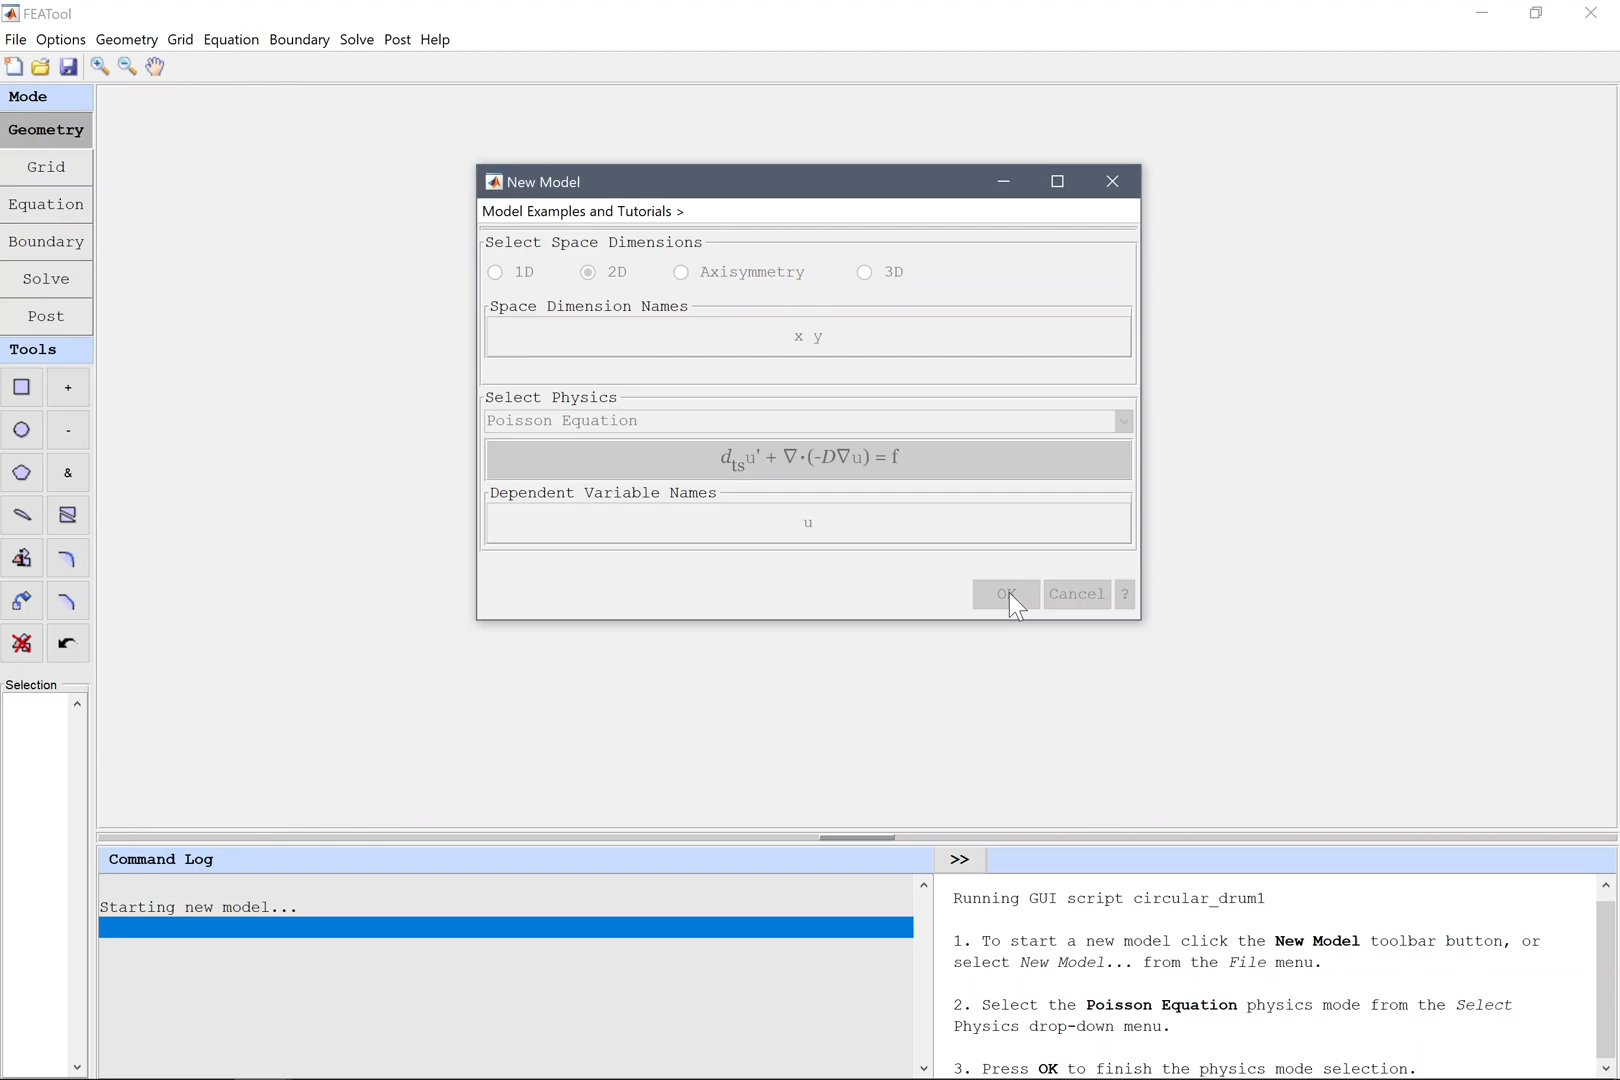 FEATool
File Options Geometry Grid Equation Boundary Solve Post Help
Mode
Geometry
Grid
Equation
Boundary
Solve
Post
Tools
+
-
&
Selection
New Model
Model Examples and Tutorials >
Select Space Dimensions
1D 2D Axisymmetry 3D
Space Dimension Names
x y
Select Physics
Poisson Equation
d_ts u' + ∇·(-D∇u) = f
Dependent Variable Names
u
OK Cancel ?
Command Log
Starting new model...
>>
Running GUI script circular_drum1
1. To start a new model click the New Model toolbar button, or
select New Model... from the File menu.
2. Select the Poisson Equation physics mode from the Select
Physics drop-down menu.
3. Press OK to finish the physics mode selection.